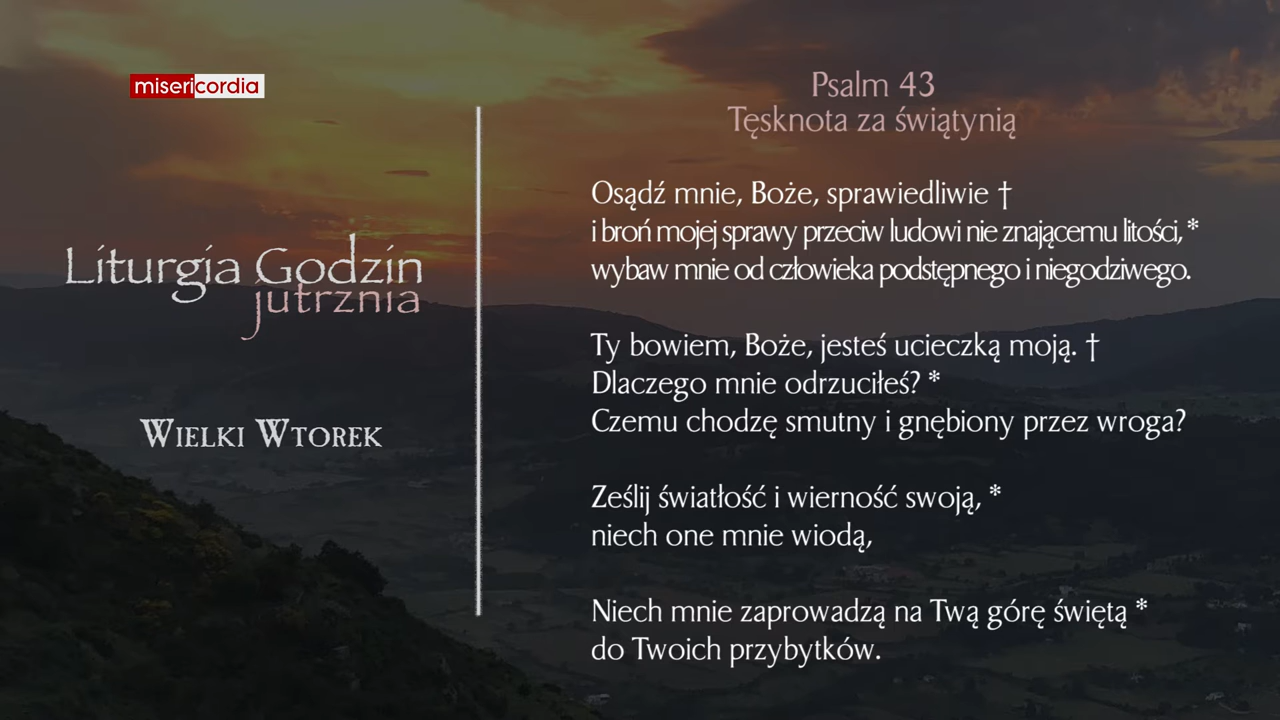 misericordia
Liturgia Godzin
jutrznia
Wielki Wtorek
Psalm 43
Tęsknota za świątynią
Osądź mnie, Boże, sprawiedliwie †
i broń mojej sprawy przeciw ludowi nie znającemu litości, *
wybaw mnie od człowieka podstępnego i niegodziwego.
Ty bowiem, Boże, jesteś ucieczką moją. †
Dlaczego mnie odrzuciłeś? *
Czemu chodzę smutny i gnębiony przez wroga?
Ześlij światłość i wierność swoją, *
niech one mnie wiodą,
Niech mnie zaprowadzą na Twą górę świętą *
do Twoich przybytków.